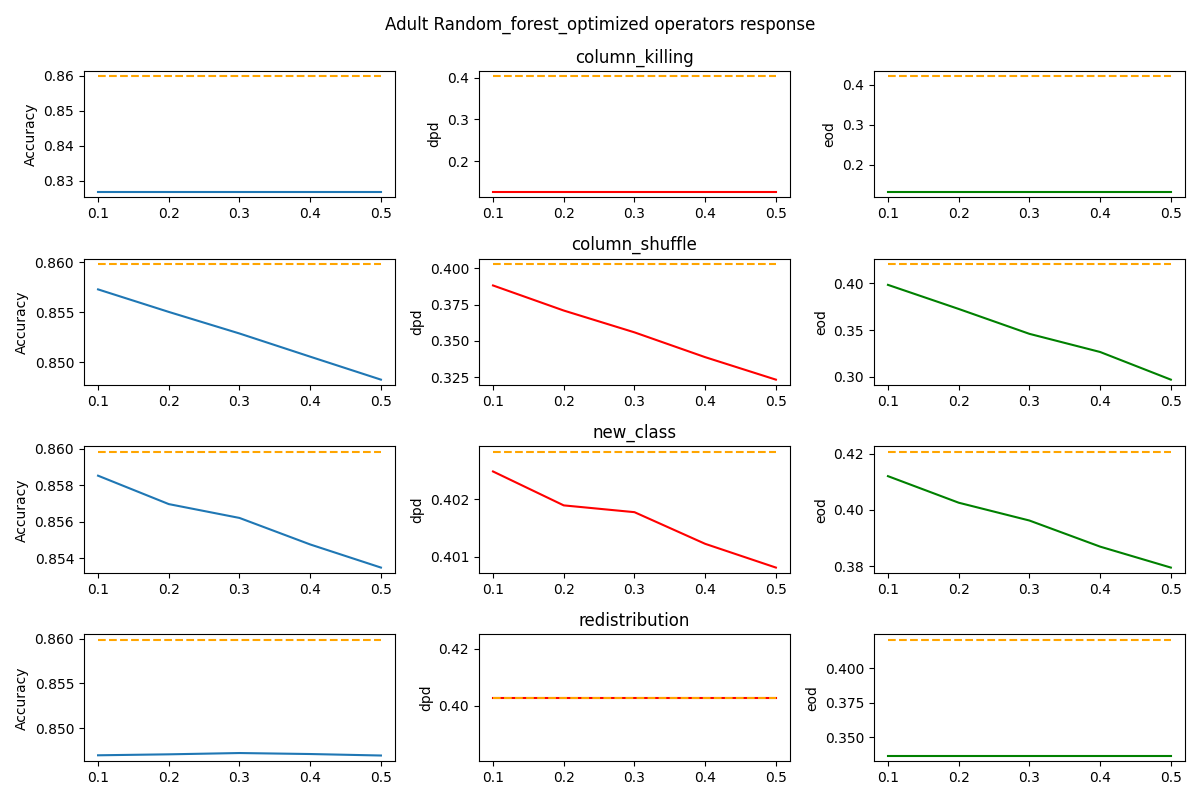 Adult Random_forest_optimized operators response
column_killing
0.86
0.85
0.84
0.83
Accuracy
0.1 0.2 0.3 0.4 0.5
0.4
0.3
0.2
dpd
0.1 0.2 0.3 0.4 0.5
0.4
0.3
0.2
eod
0.1 0.2 0.3 0.4 0.5
column_shuffle
0.860
0.855
0.850
Accuracy
0.1 0.2 0.3 0.4 0.5
0.400
0.375
0.350
0.325
dpd
0.1 0.2 0.3 0.4 0.5
0.40
0.35
0.30
eod
0.1 0.2 0.3 0.4 0.5
new_class
0.860
0.858
0.856
0.854
Accuracy
0.1 0.2 0.3 0.4 0.5
0.402
0.401
dpd
0.1 0.2 0.3 0.4 0.5
0.42
0.40
0.38
eod
0.1 0.2 0.3 0.4 0.5
redistribution
0.860
0.855
0.850
Accuracy
0.1 0.2 0.3 0.4 0.5
0.42
0.40
dpd
0.1 0.2 0.3 0.4 0.5
0.400
0.375
0.350
eod
0.1 0.2 0.3 0.4 0.5